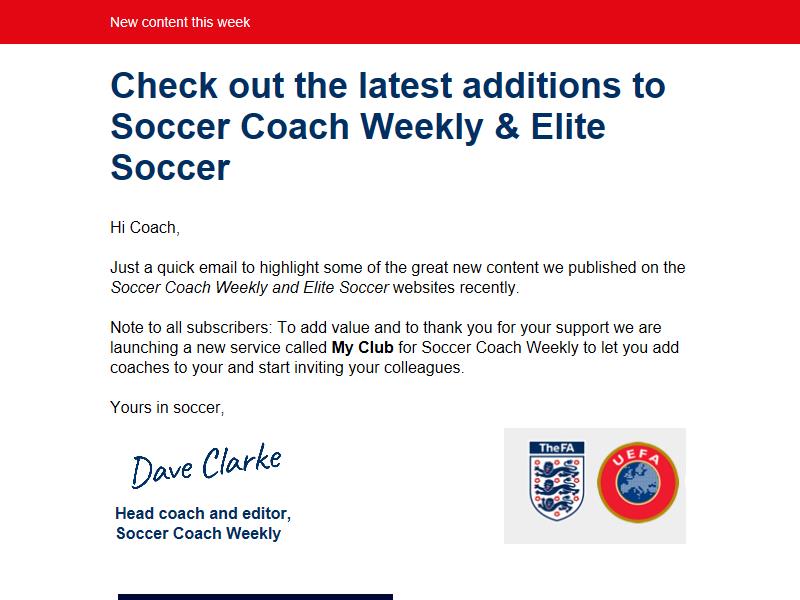 New content this week
Check out the latest additions to
Soccer Coach Weekly & Elite
Soccer
Hi Coach,
Just a quick email to highlight some of the great new content we published on the
Soccer Coach Weekly and Elite Soccer websites recently.
Note to all subscribers: To add value and to thank you for your support we are
launching a new service called My Club for Soccer Coach Weekly to let you add
coaches to your and start inviting your colleagues.
Yours in soccer,
Dave Clarke
Head coach and editor,
Soccer Coach Weekly
TheFA
UEFA